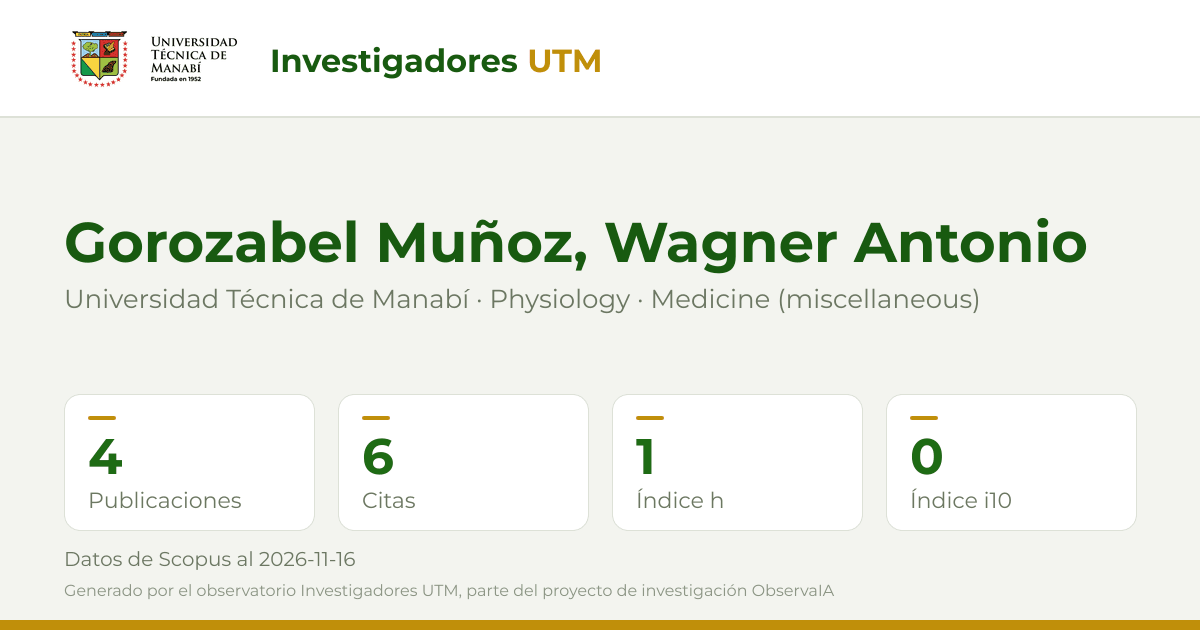 UNIVERSIDAD
TÉCNICA DE
MANABÍ
Fundada en 1952
Investigadores UTM
Gorozabel Muñoz, Wagner Antonio
Universidad Técnica de Manabí · Physiology · Medicine (miscellaneous)
4
Publicaciones
6
Citas
1
Índice h
0
Índice i10
Datos de Scopus al 2026-11-16
Generado por el observatorio Investigadores UTM, parte del proyecto de investigación ObservaIA